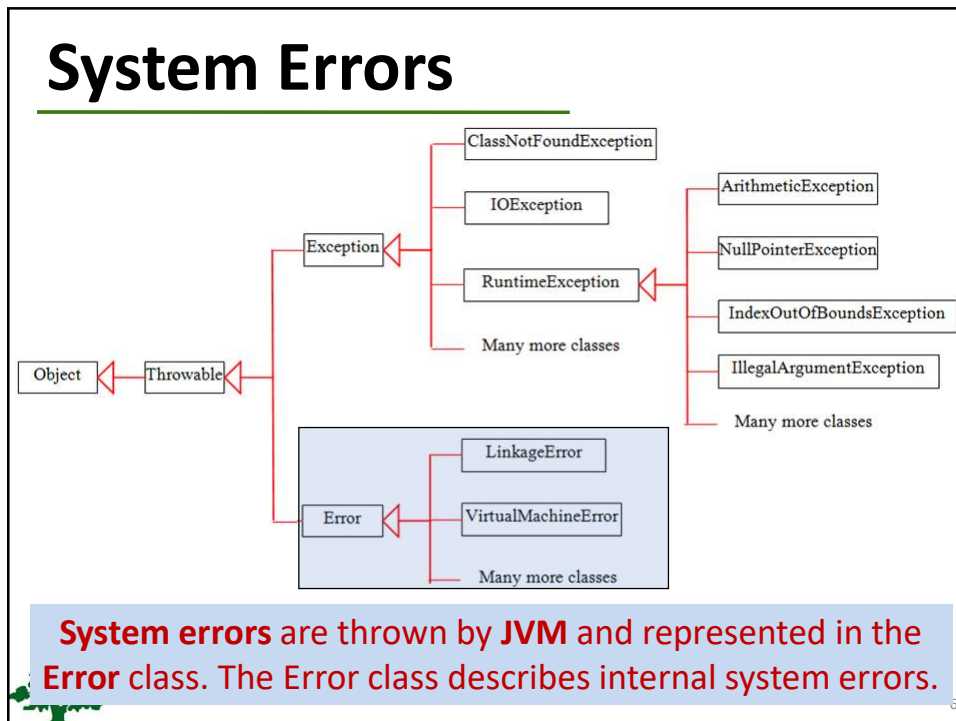 System Errors
ClassNotFoundException
ArithmeticException
IOException
Exception
NullPointerException
RuntimeException
IndexOutOfBoundsException
Many more classes
Object
Throwable
IllegalArgumentException
Many more classes
LinkageError
Error
VirtualMachineError
Many more classes
System errors are thrown by JVM and represented in the
Error class. The Error class describes internal system errors.
6